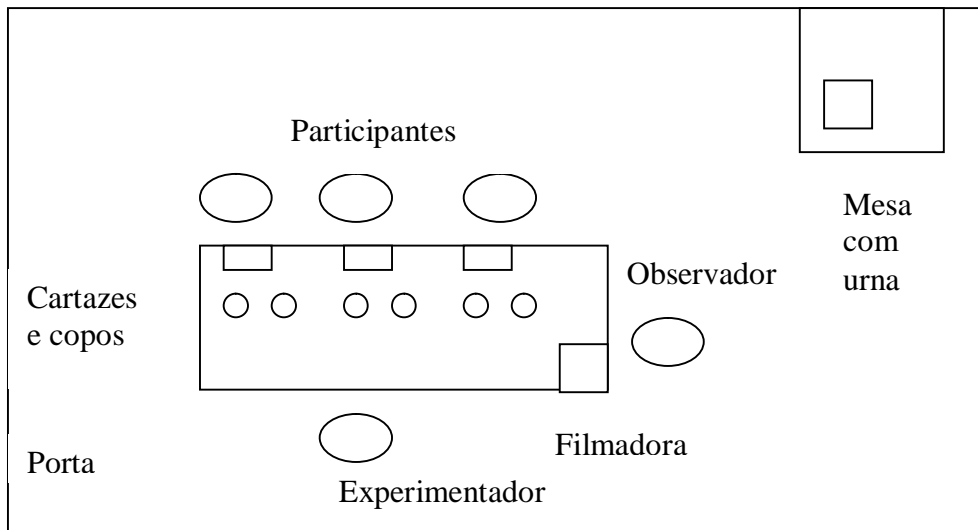 Participantes
Mesa
com
urna
Observador
Cartazes
e copos
Filmadora
Porta
Experimentador